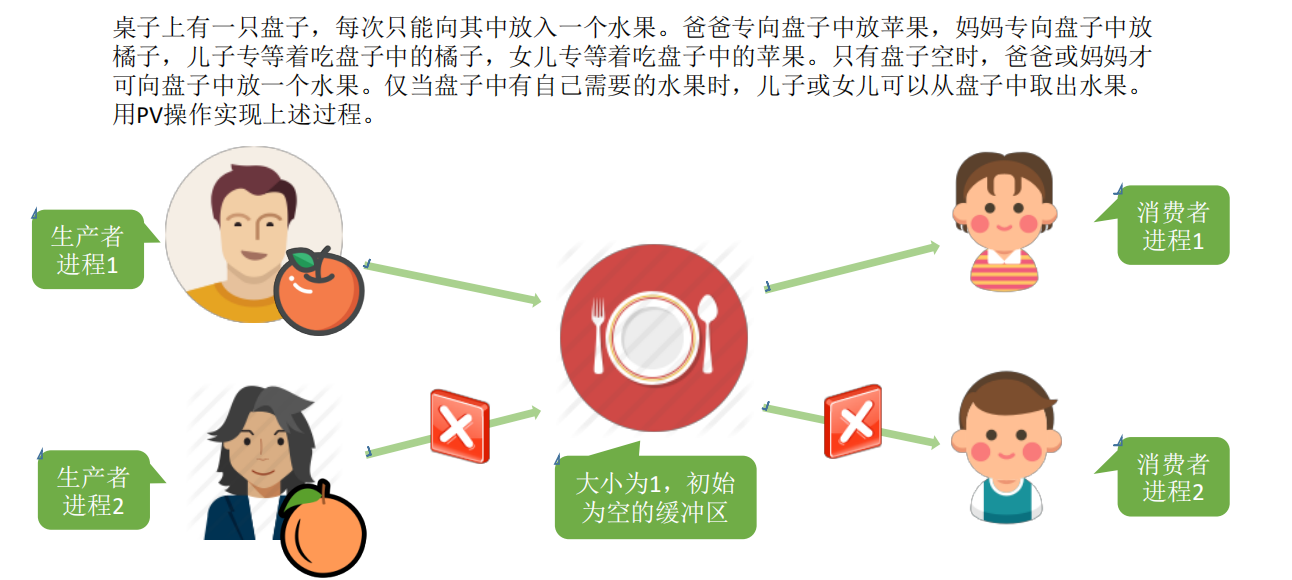 桌子上有一只盘子，每次只能向其中放入一个水果。爸爸专向盘子中放苹果，妈妈专向盘子中放
橘子，儿子专等着吃盘子中的橘子，女儿专等着吃盘子中的苹果。只有盘子空时，爸爸或妈妈才
可向盘子中放一个水果。仅当盘子中有自己需要的水果时，儿子或女儿可以从盘子中取出水果。
用PV操作实现上述过程。
生产者
进程1
消费者
进程1
生产者
进程2
大小为1，初始
为空的缓冲区
消费者
进程2